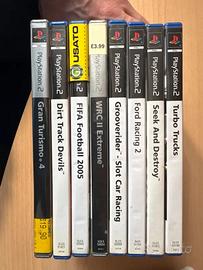 PlayStation 2
Gran Turismo 4
19.90
PlayStation 2
Dirt Track Devils
USATO
2
FIFA Football 2005
£3.99
PlayStation 2
WRC II Extreme
PlayStation 2
Grooverider - Slot Car Racing
PlayStation 2
Ford Racing 2
PlayStation 2
Seek And Destroy
PlayStation 2
Turbo Trucks